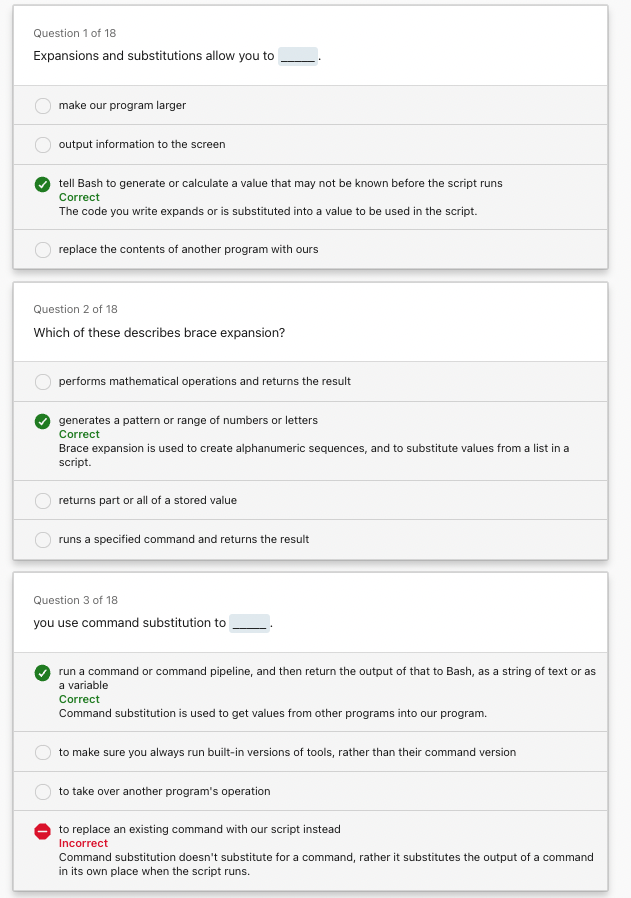 Question 1 of 18
Expansions and substitutions allow you to _____.
make our program larger
output information to the screen
tell Bash to generate or calculate a value that may not be known before the script runs
Correct
The code you write expands or is substituted into a value to be used in the script.
replace the contents of another program with ours
Question 2 of 18
Which of these describes brace expansion?
performs mathematical operations and returns the result
generates a pattern or range of numbers or letters
Correct
Brace expansion is used to create alphanumeric sequences, and to substitute values from a list in a
script.
returns part or all of a stored value
runs a specified command and returns the result
Question 3 of 18
you use command substitution to _____.
run a command or command pipeline, and then return the output of that to Bash, as a string of text or as
a variable
Correct
Command substitution is used to get values from other programs into our program.
to make sure you always run built-in versions of tools, rather than their command version
to take over another program's operation
to replace an existing command with our script instead
Incorrect
Command substitution doesn't substitute for a command, rather it substitutes the output of a command
in its own place when the script runs.